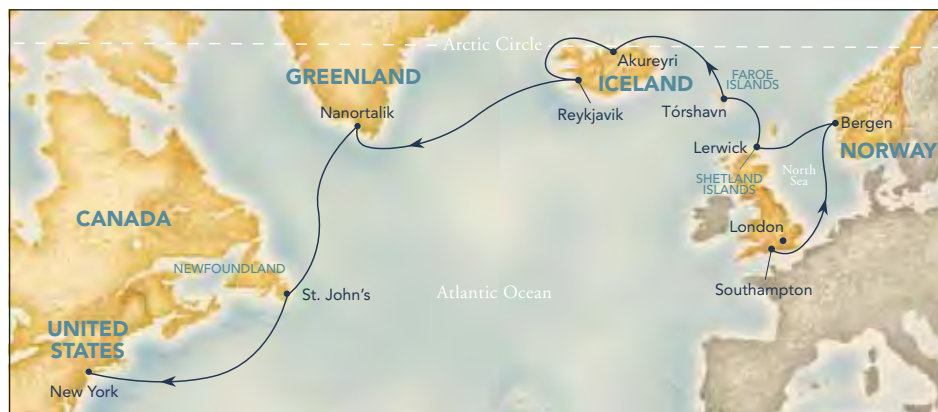 Arctic Circle
GREENLAND
Nanortalik
Akureyri
ICELAND
Reykjavik
FAROE
ISLANDS
Tórshavn
Bergen
NORWAY
Lerwick
North
Sea
SHETLAND
ISLANDS
CANADA
London
NEWFOUNDLAND
St. John's
Atlantic Ocean
Southampton
UNITED
STATES
New York